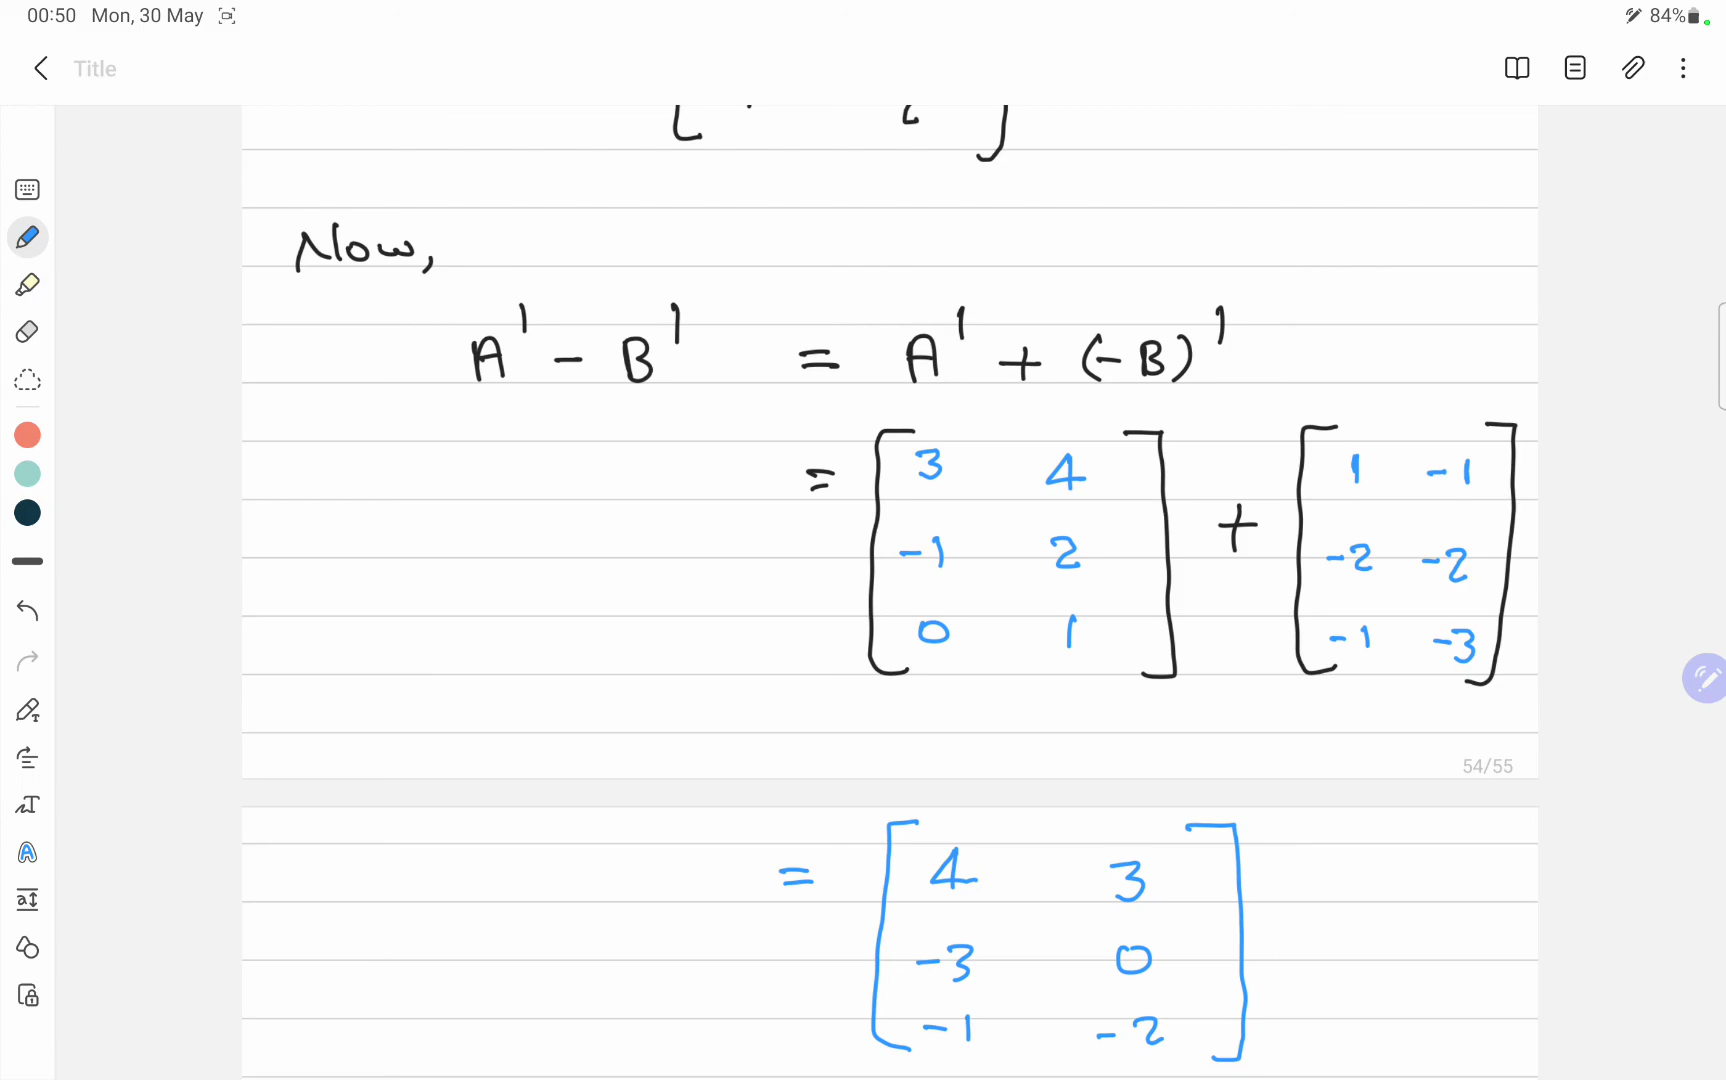 00:50 Mon, 30 May 84%
Title
Now,
A' - B' = A' + (-B)'
= [ 3 4 ] + [ 1 -1 ]
[ -1 2 ] [ -2 -2 ]
[ 0 1 ] [ -1 -3 ]
54/55
= [ 4 3 ]
[ -3 0 ]
[ -1 -2 ]